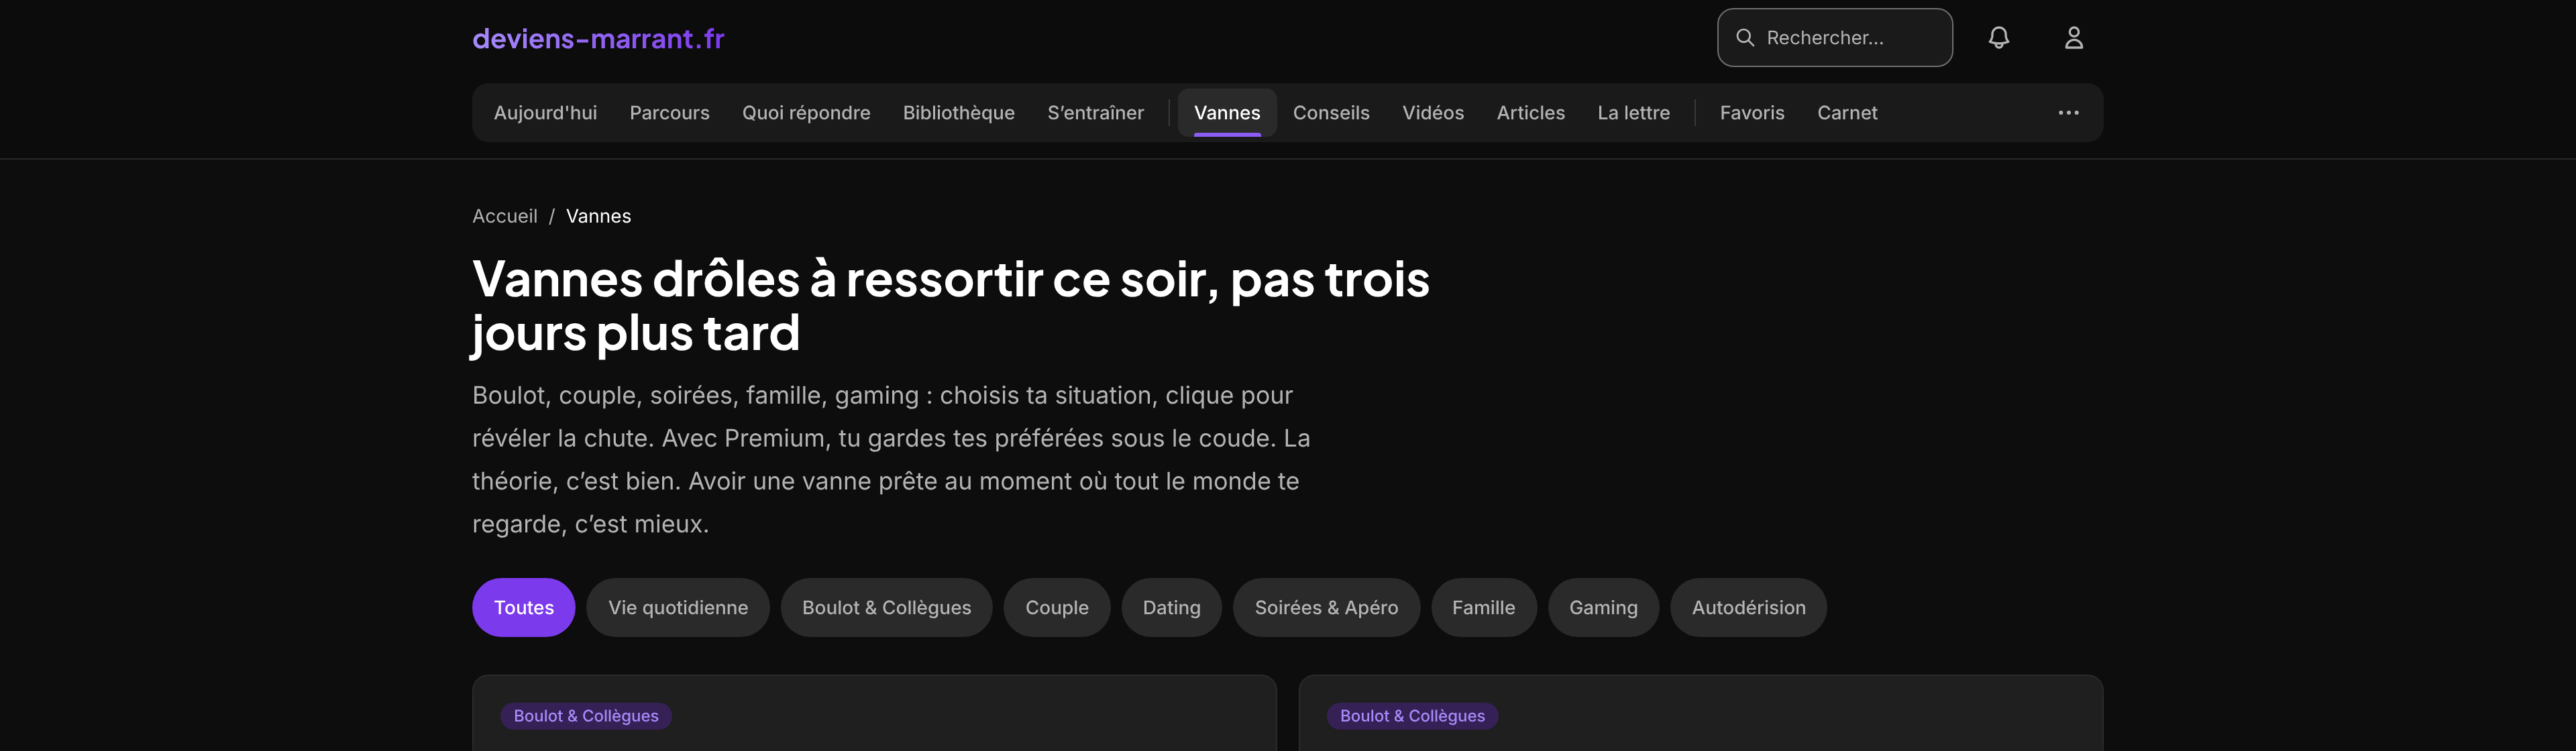 deviens-marrant.fr
Rechercher...
Aujourd'hui Parcours Quoi répondre Bibliothèque S’entraîner Vannes Conseils Vidéos Articles La lettre Favoris Carnet
Accueil / Vannes
Vannes drôles à ressortir ce soir, pas trois
jours plus tard
Boulot, couple, soirées, famille, gaming : choisis ta situation, clique pour
révéler la chute. Avec Premium, tu gardes tes préférées sous le coude. La
théorie, c’est bien. Avoir une vanne prête au moment où tout le monde te
regarde, c’est mieux.
Toutes Vie quotidienne Boulot & Collègues Couple Dating Soirées & Apéro Famille Gaming Autodérision
Boulot & Collègues Boulot & Collègues